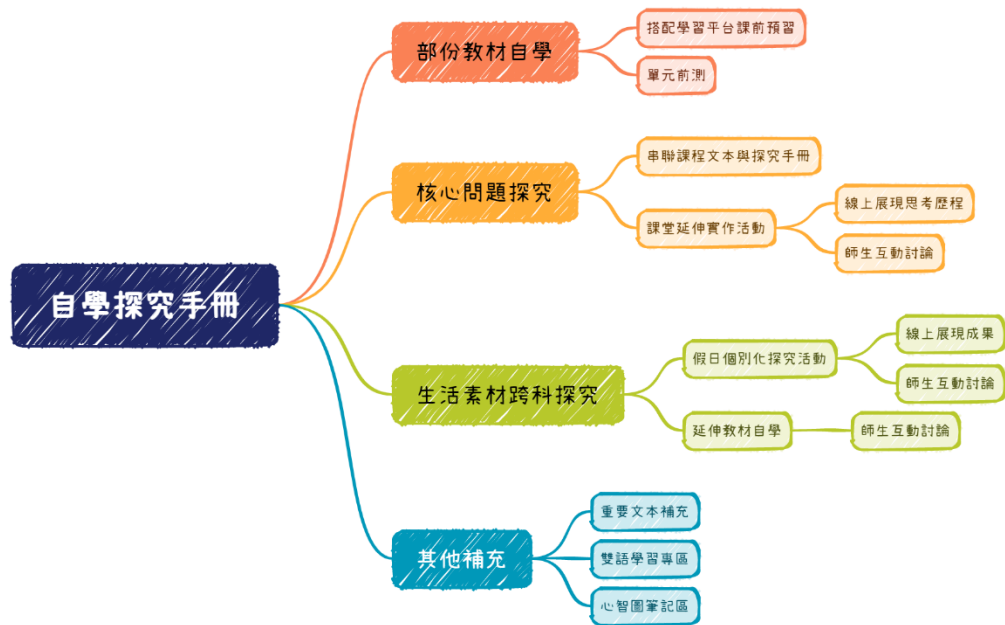 自學探究手冊
部份教材自學
搭配學習平台課前預習
單元前測
核心問題探究
串聯課程文本與探究手冊
課堂延伸實作活動
線上展現思考歷程
師生互動討論
生活素材跨科探究
假日個別化探究活動
線上展現成果
師生互動討論
延伸教材自學
師生互動討論
其他補充
重要文本補充
雙語學習專區
心智圖筆記區